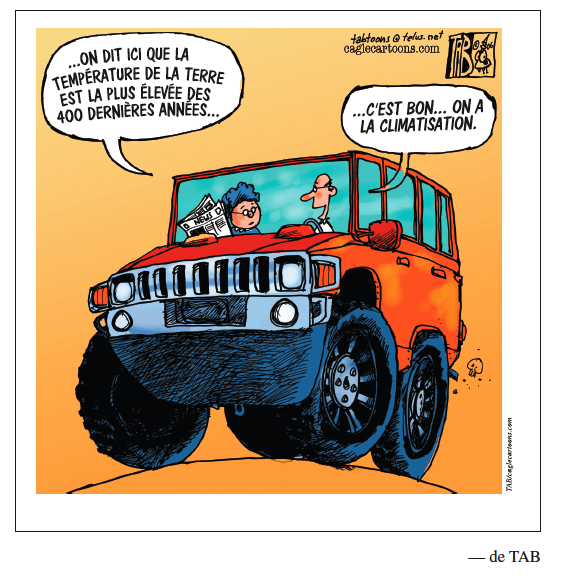 tabtoons @ telus.net
caglecartoons.com
TAB
...ON DIT ICI QUE LA
TEMPÉRATURE DE LA TERRE
EST LA PLUS ÉLEVÉE DES
400 DERNIÈRES ANNÉES...
...C'EST BON... ON A
LA CLIMATISATION.
NEWS
TAB/caglecartoons.com
— de TAB